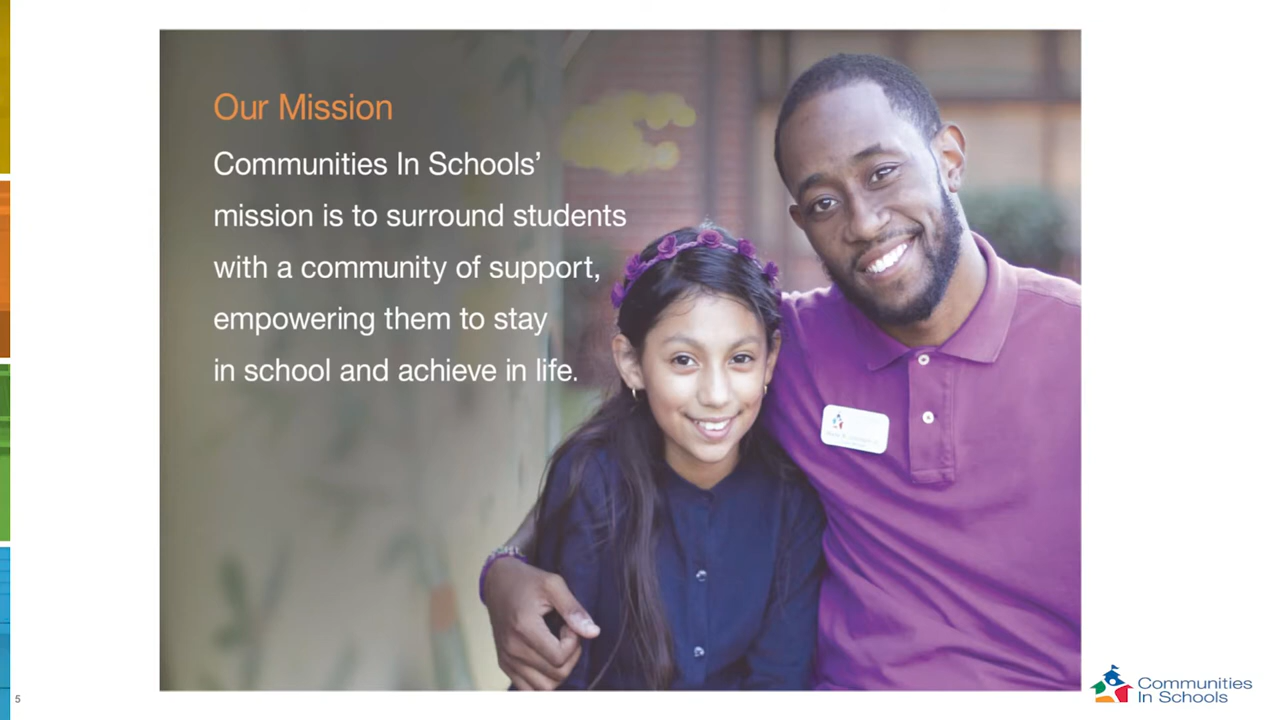 Our Mission
Communities In Schools’
mission is to surround students
with a community of support,
empowering them to stay
in school and achieve in life.
5
Communities
In Schools